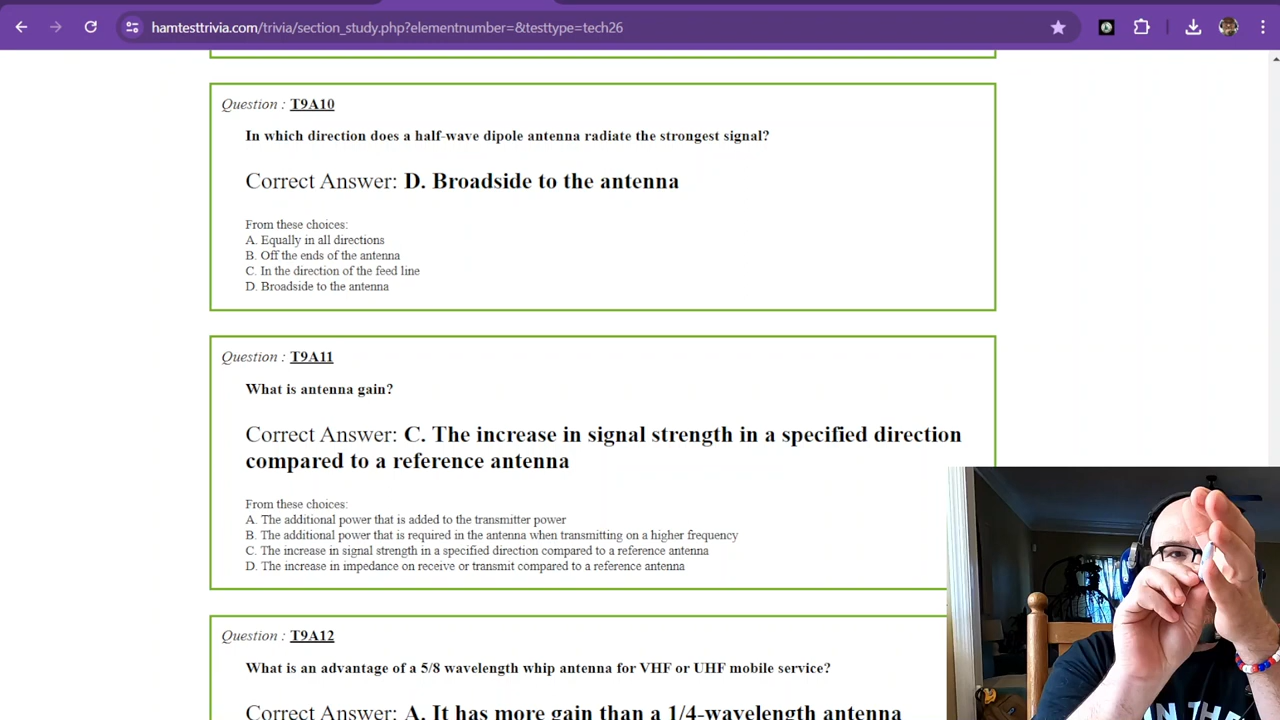 hamtesttrivia.com/trivia/section_study.php?elementnumber=&testtype=tech26
Question : T9A10
In which direction does a half-wave dipole antenna radiate the strongest signal?
Correct Answer: D. Broadside to the antenna
From these choices:
A. Equally in all directions
B. Off the ends of the antenna
C. In the direction of the feed line
D. Broadside to the antenna
Question : T9A11
What is antenna gain?
Correct Answer: C. The increase in signal strength in a specified direction
compared to a reference antenna
From these choices:
A. The additional power that is added to the transmitter power
B. The additional power that is required in the antenna when transmitting on a higher frequency
C. The increase in signal strength in a specified direction compared to a reference antenna
D. The increase in impedance on receive or transmit compared to a reference antenna
Question : T9A12
What is an advantage of a 5/8 wavelength whip antenna for VHF or UHF mobile service?
Correct Answer: A. It has more gain than a 1/4-wavelength antenna
IN THE